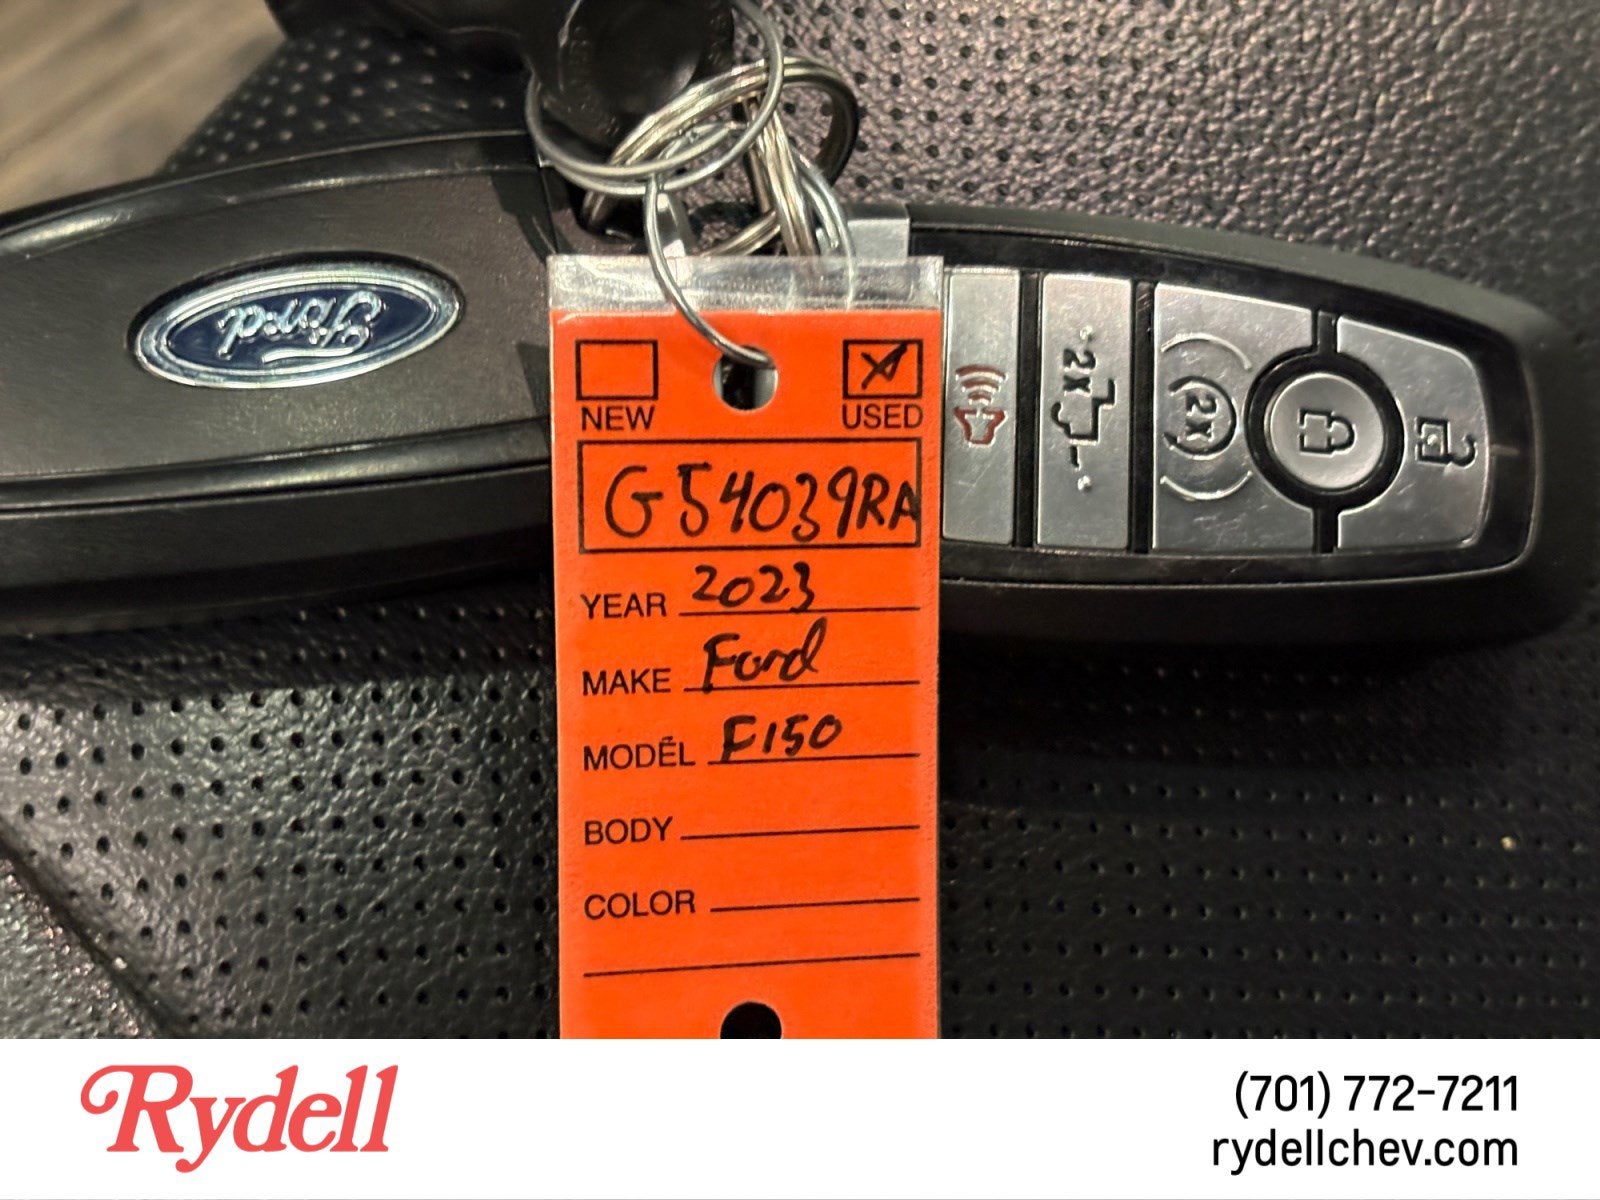 Ford
NEW
USED
G54039RA
YEAR 2023
MAKE Ford
MODEL F150
BODY
COLOR
2x
2x
Rydell
(701) 772-7211
rydellchev.com